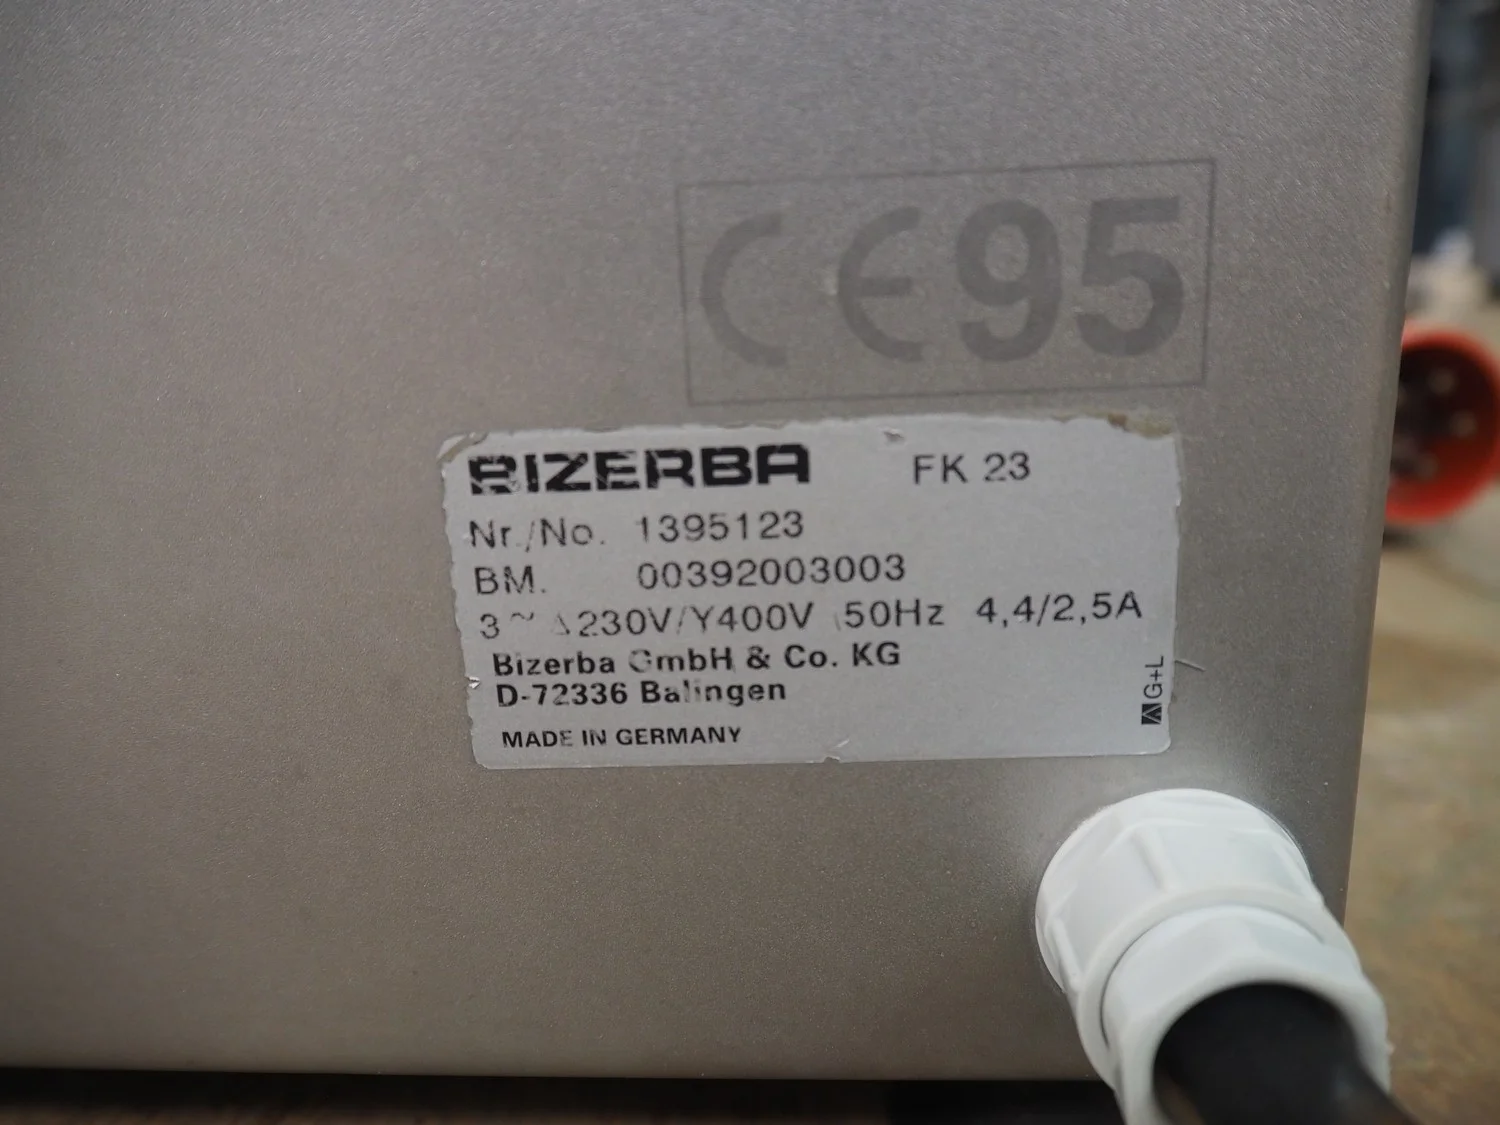 CE95
BIZERBA FK 23
Nr./No. 1395123
BM. 00392003003
3~ Δ230V/Y400V 50Hz 4,4/2,5A
Bizerba GmbH & Co. KG
D-72336 Balingen
MADE IN GERMANY
G+L